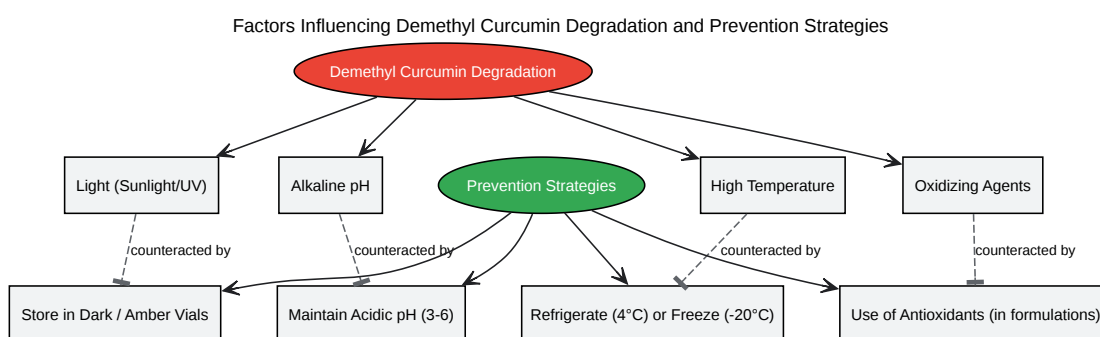 Factors Influencing Demethyl Curcumin Degradation and Prevention Strategies
Demethyl Curcumin Degradation
Light (Sunlight/UV)
Alkaline pH
Prevention Strategies
High Temperature
Oxidizing Agents
counteracted by
counteracted by
counteracted by
counteracted by
Store in Dark / Amber Vials
Maintain Acidic pH (3-6)
Refrigerate (4°C) or Freeze (-20°C)
Use of Antioxidants (in formulations)